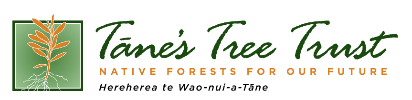 Tāne's Tree Trust
NATIVE FORESTS FOR OUR FUTURE
Hereherea te Wao-nui-a-Tāne